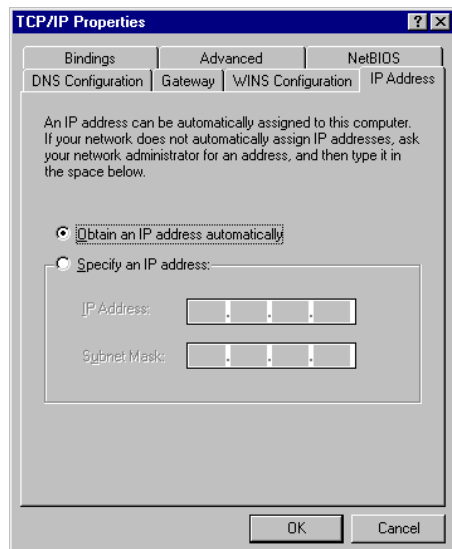 TCP/IP Properties
Bindings Advanced NetBIOS
DNS Configuration Gateway WINS Configuration IP Address
An IP address can be automatically assigned to this computer.
If your network does not automatically assign IP addresses, ask
your network administrator for an address, and then type it in
the space below.
Obtain an IP address automatically
Specify an IP address:
IP Address:
Subnet Mask:
OK Cancel